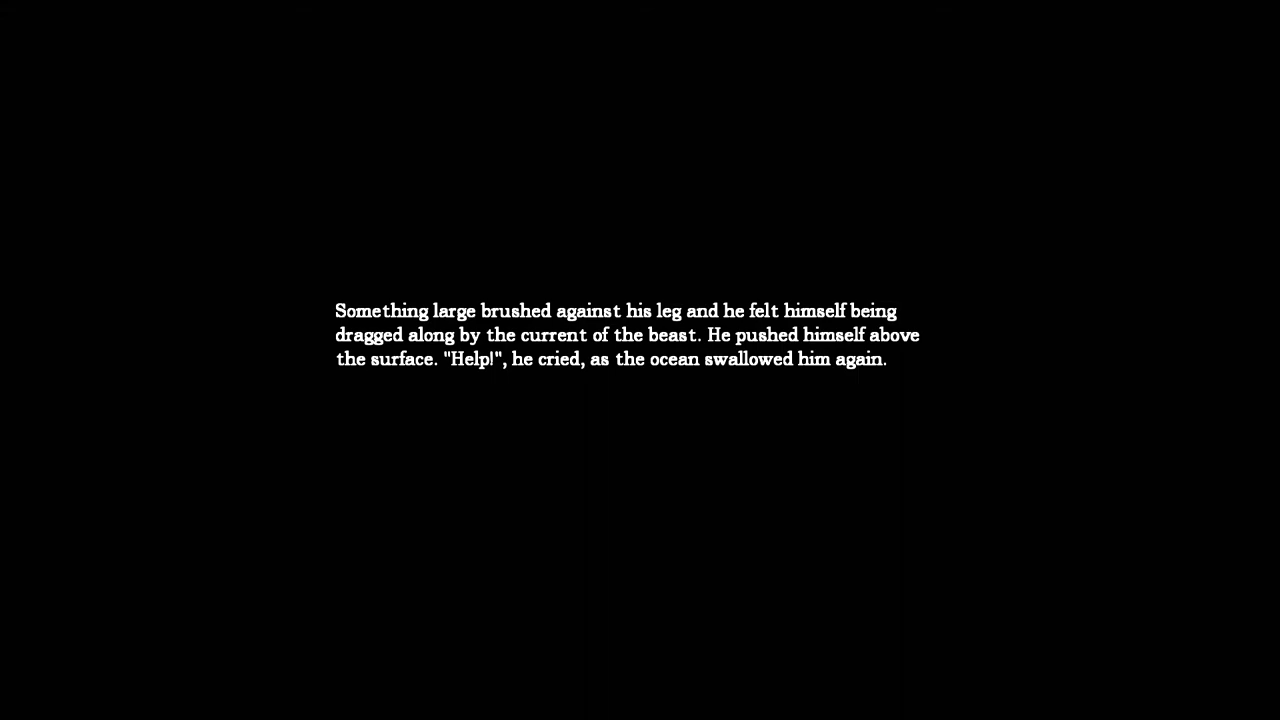 Something large brushed against his leg and he felt himself being
dragged along by the current of the beast. He pushed himself above
the surface. "Help!", he cried, as the ocean swallowed him again.